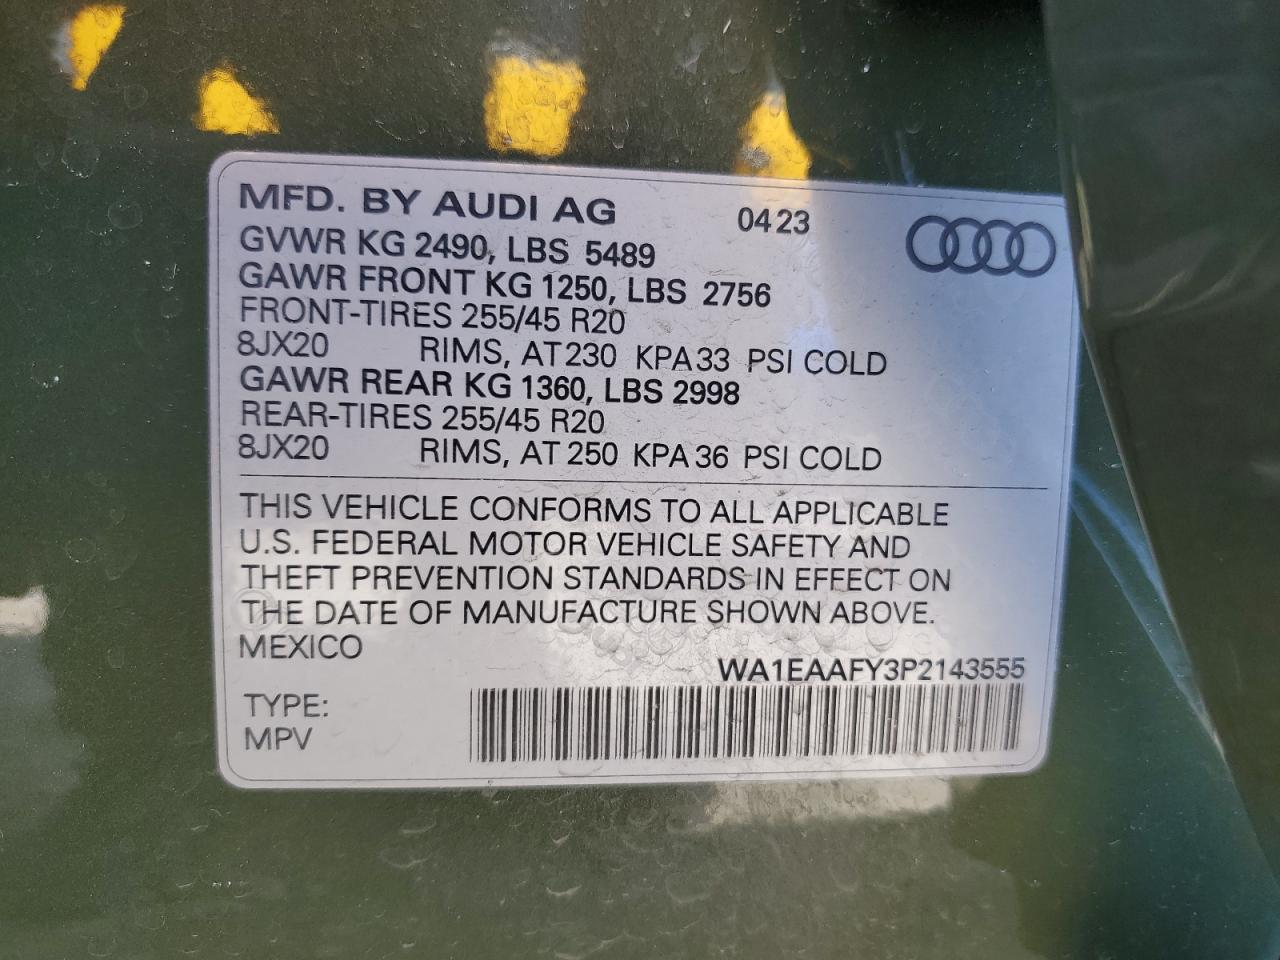 MFD. BY AUDI AG 0423
GVWR KG 2490, LBS 5489
GAWR FRONT KG 1250, LBS 2756
FRONT-TIRES 255/45 R20
8JX20 RIMS, AT 230 KPA 33 PSI COLD
GAWR REAR KG 1360, LBS 2998
REAR-TIRES 255/45 R20
8JX20 RIMS, AT 250 KPA 36 PSI COLD
THIS VEHICLE CONFORMS TO ALL APPLICABLE
U.S. FEDERAL MOTOR VEHICLE SAFETY AND
THEFT PREVENTION STANDARDS IN EFFECT ON
THE DATE OF MANUFACTURE SHOWN ABOVE.
MEXICO
WA1EAAFY3P2143555
TYPE:
MPV